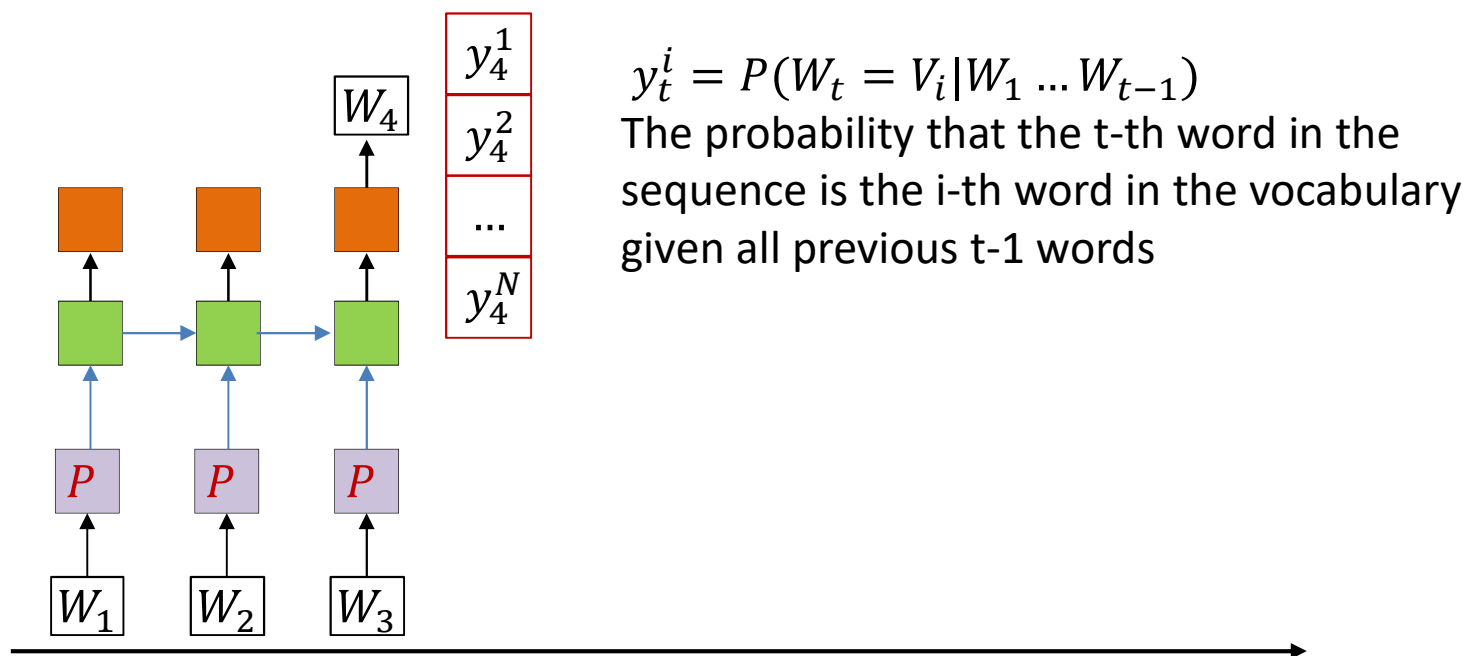 y_4^1
y_t^i = P(W_t = V_i|W_1 … W_{t−1})
W_4
y_4^2
The probability that the t-th word in the
sequence is the i-th word in the vocabulary
...
given all previous t-1 words
y_4^N
P P P
W_1 W_2 W_3